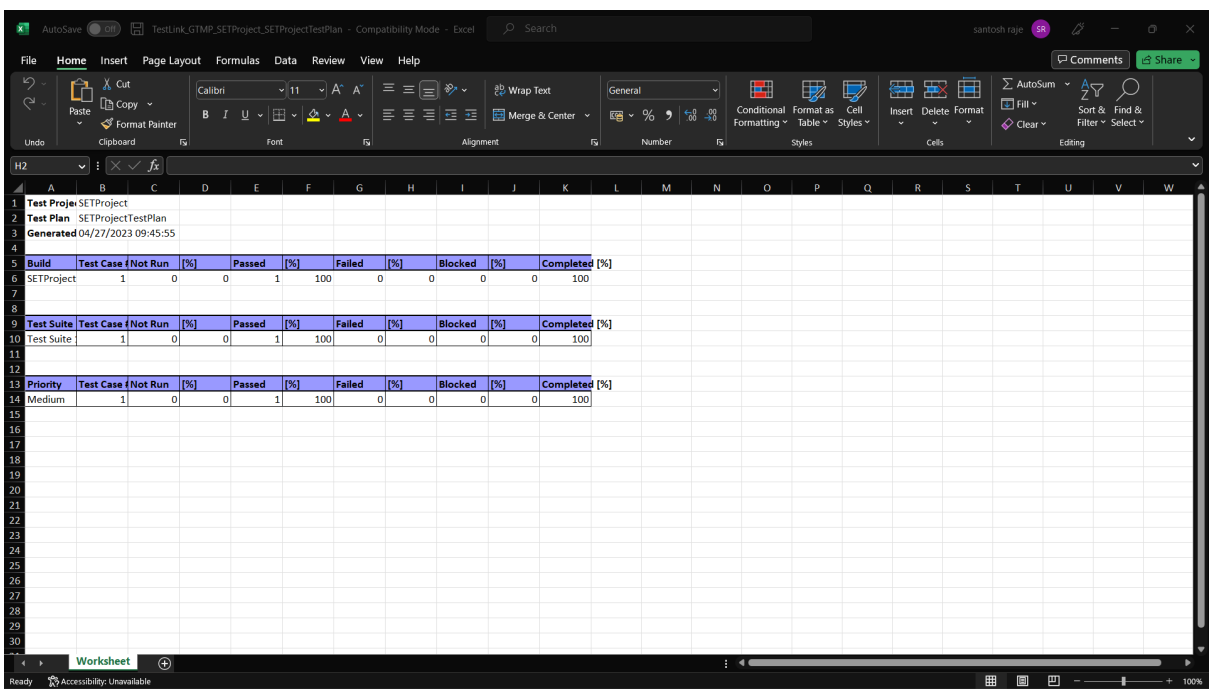 AutoSave Off TestLink_GTMP_SETProject_SETProjectTestPlan - Compatibility Mode - Excel Search santosh raje SR
File Home Insert Page Layout Formulas Data Review View Help Comments Share
Paste Cut Copy Format Painter
Calibri 11 A^ A˅
B I U A
Wrap Text
Merge & Center
General
% 9
Conditional Formatting Format as Table Cell Styles
Insert Delete Format
AutoSum Fill Clear
Sort & Filter Find & Select
Undo Clipboard Font Alignment Number Styles Cells Editing
H2 fx
A B C D E F G H I J K L M N O P Q R S T U V W
1 Test Proje SETProject
2 Test Plan SETProjectTestPlan
3 Generated 04/27/2023 09:45:55
4
5 Build Test Case # Not Run [%] Passed [%] Failed [%] Blocked [%] Completed [%]
6 SETProject 1 0 0 1 100 0 0 0 0 100
7
8
9 Test Suite Test Case # Not Run [%] Passed [%] Failed [%] Blocked [%] Completed [%]
10 Test Suite 1 0 0 1 100 0 0 0 0 100
11
12
13 Priority Test Case # Not Run [%] Passed [%] Failed [%] Blocked [%] Completed [%]
14 Medium 1 0 0 1 100 0 0 0 0 100
15
16
17
18
19
20
21
22
23
24
25
26
27
28
29
30
Worksheet
Ready Accessibility: Unavailable 100%